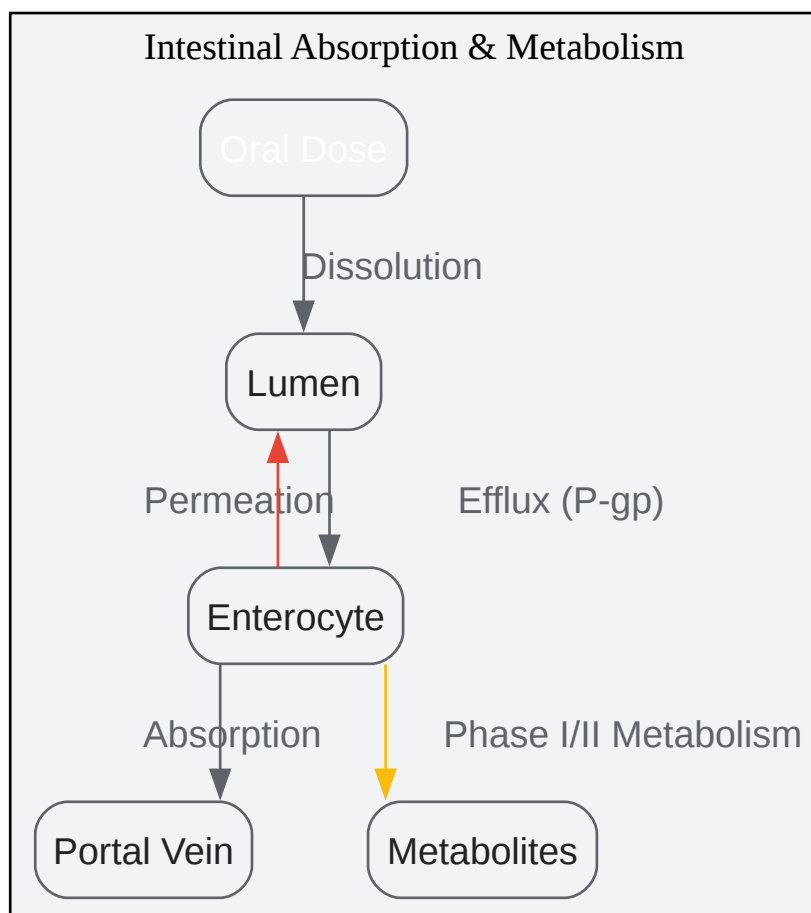 Intestinal Absorption & Metabolism
Oral Dose
Dissolution
Lumen
Permeation
Efflux (P-gp)
Enterocyte
Absorption
Phase I/II Metabolism
Portal Vein
Metabolites